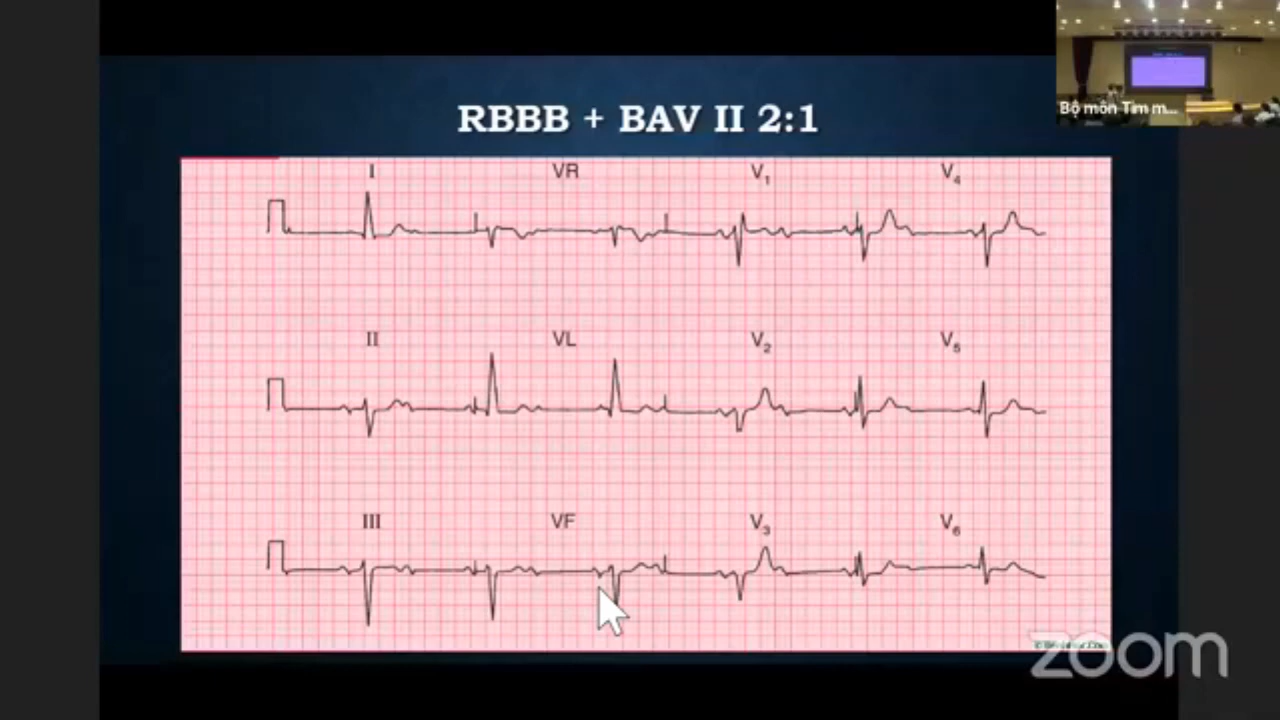 Bộ môn Tim m...
RBBB + BAV II 2:1
I VR V₁ V₄
II VL V₂ V₅
III VF V₃ V₆
zoom